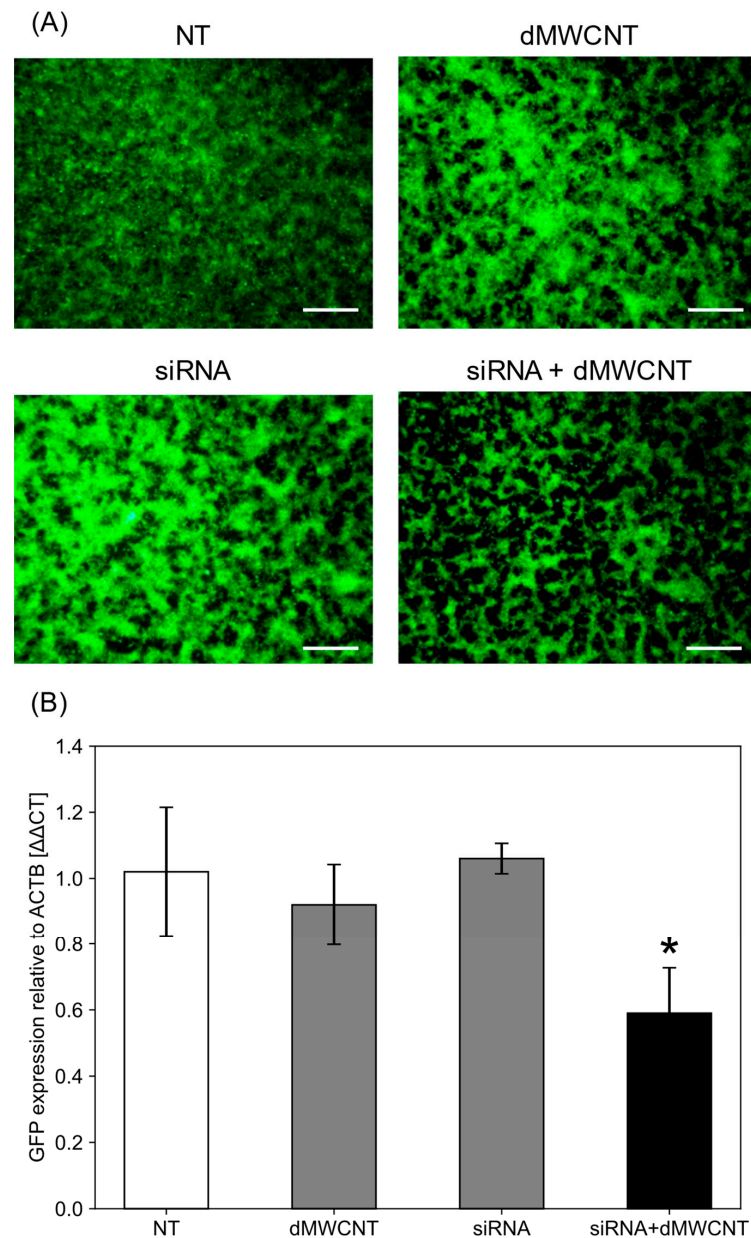 (A)
NT
dMWCNT
siRNA
siRNA + dMWCNT
(B)
GFP expression relative to ACTB [ΔΔCT]
1.4
1.2
1.0
0.8
0.6
0.4
0.2
0.0
*
NT
dMWCNT
siRNA
siRNA+dMWCNT